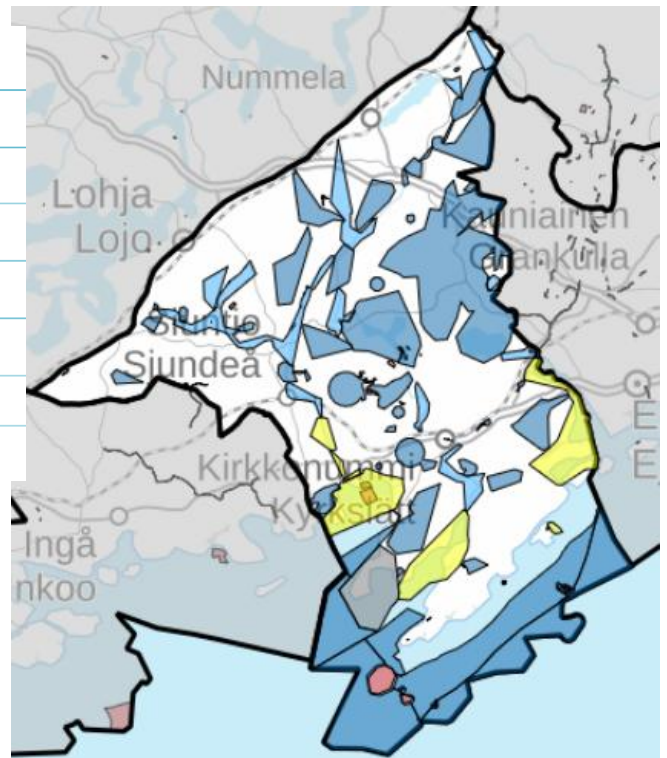 Nummela
Lohja
Lojo
Kauniainen
Grankulla
Siuntio
Sjundeå
E
E
Kirkkonummi
Kyrkslätt
Ingå
nkoo